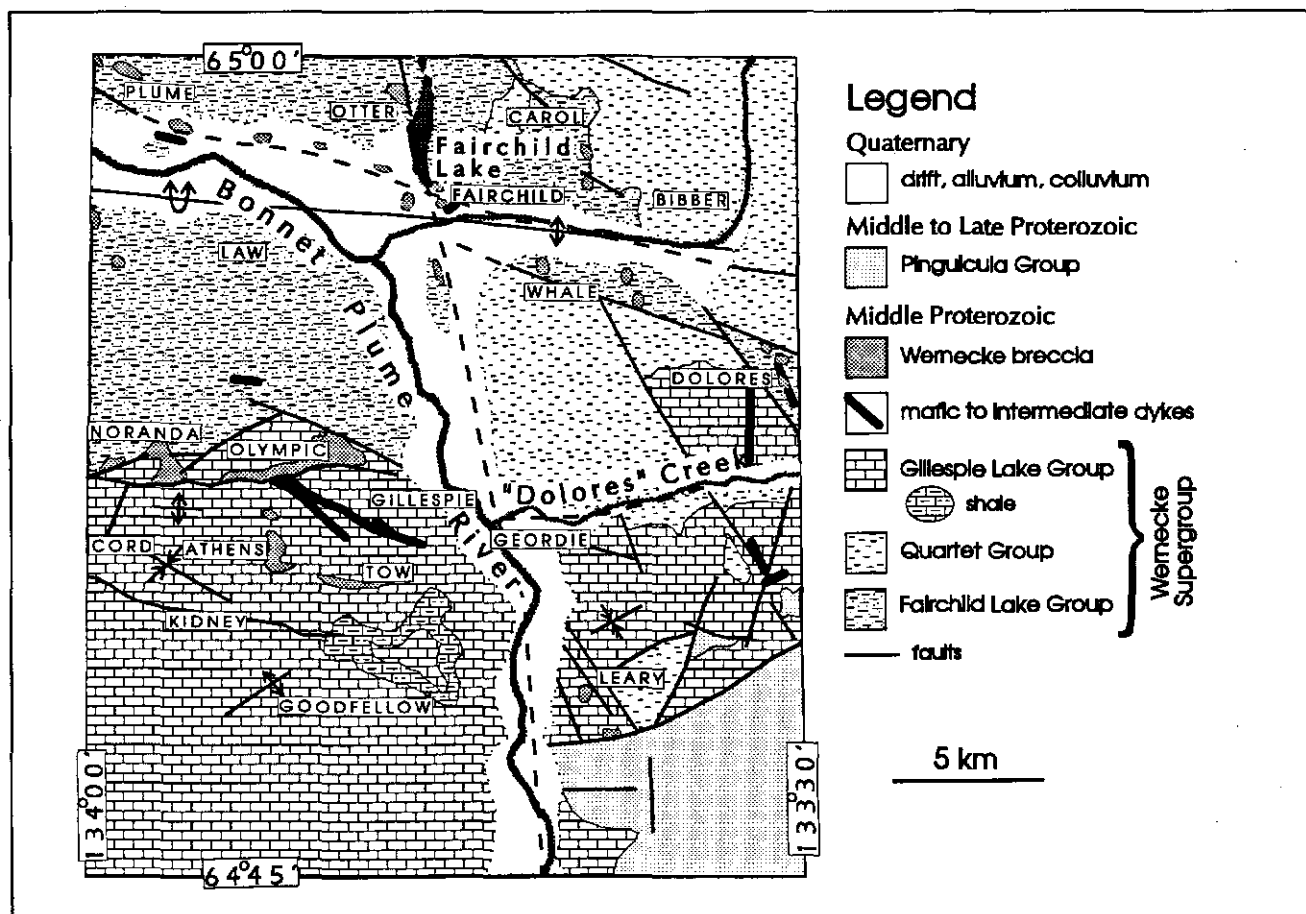 65°00'
PLUME
OTTER
CAROL
Fairchild
Lake
FAIRCHILD
BIBBER
Bonnet
LAW
WHALE
Plume
DOLORES
NORANDA
OLYMPIC
GILLESPIE
"Dolores" Creek
River
GEORDIE
CORD
ATHENS
TOW
KIDNEY
LEARY
GOODFELLOW
134°00'
133°30'
64°45'
Legend
Quaternary
drift, alluvium, colluvium
Middle to Late Proterozoic
Pinguicula Group
Middle Proterozoic
Wernecke breccia
mafic to intermediate dykes
Gillespie Lake Group
shale
Quartet Group
Fairchild Lake Group
Wernecke
Supergroup
faults
5 km